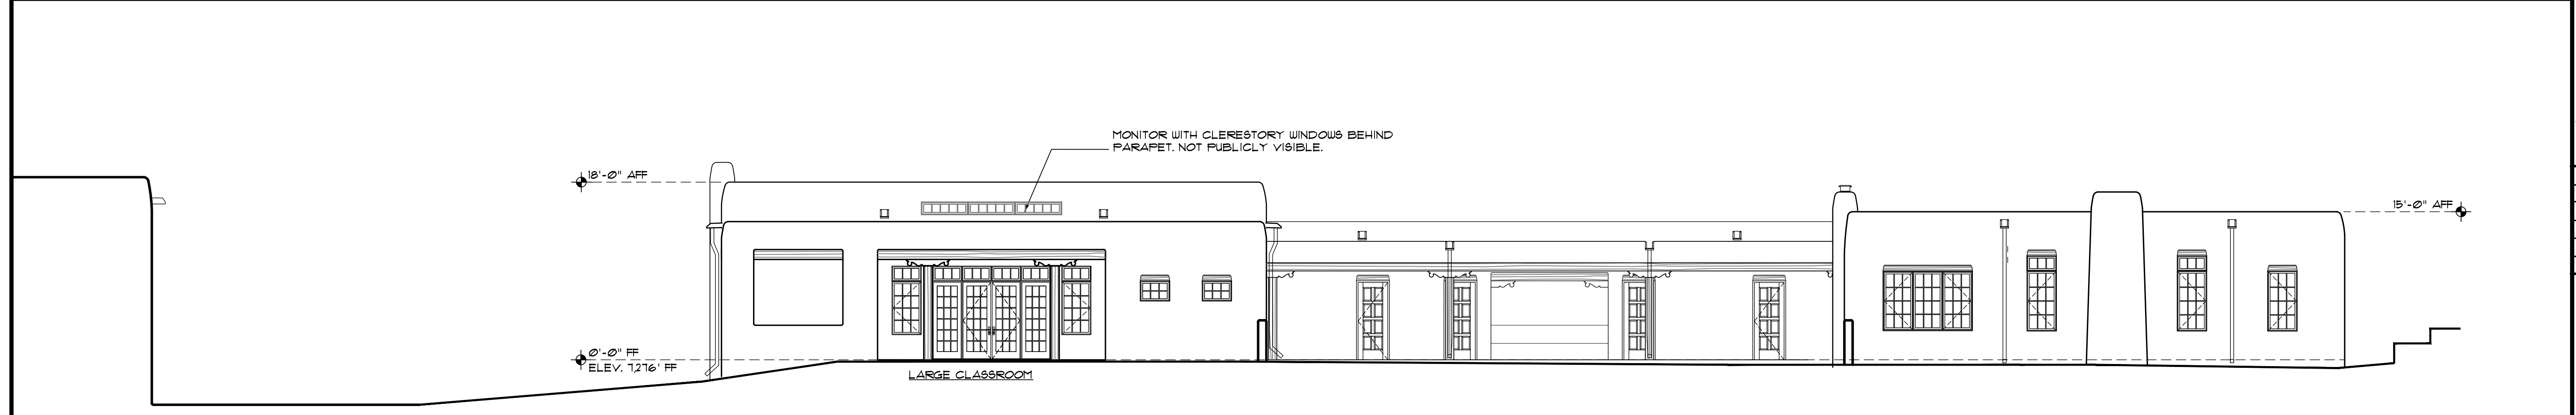 MONITOR WITH CLERESTORY WINDOWS BEHIND
PARAPET. NOT PUBLICLY VISIBLE.
18'-0" AFF
15'-0" AFF
0'-0" FF
ELEV. 7,276' FF
LARGE CLASSROOM